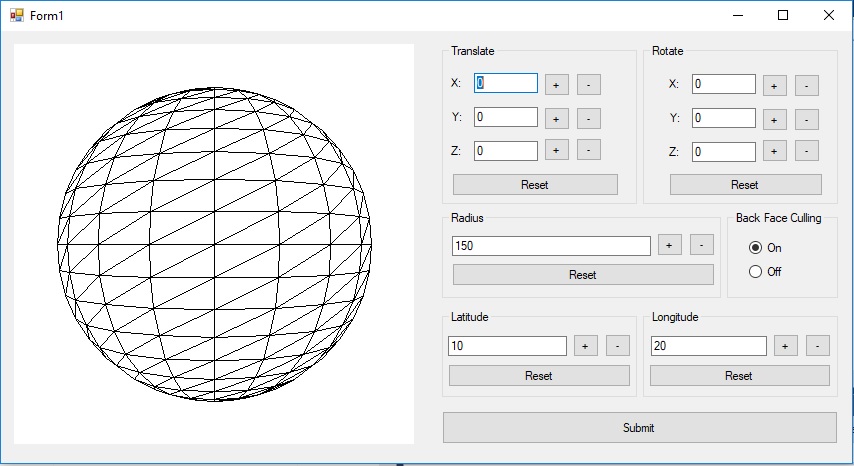 Form1
Translate
X: 0 + -
Y: 0 + -
Z: 0 + -
Reset
Rotate
X: 0 + -
Y: 0 + -
Z: 0 + -
Reset
Radius
150 + -
Reset
Back Face Culling
On
Off
Latitude
10 + -
Reset
Longitude
20 + -
Reset
Submit